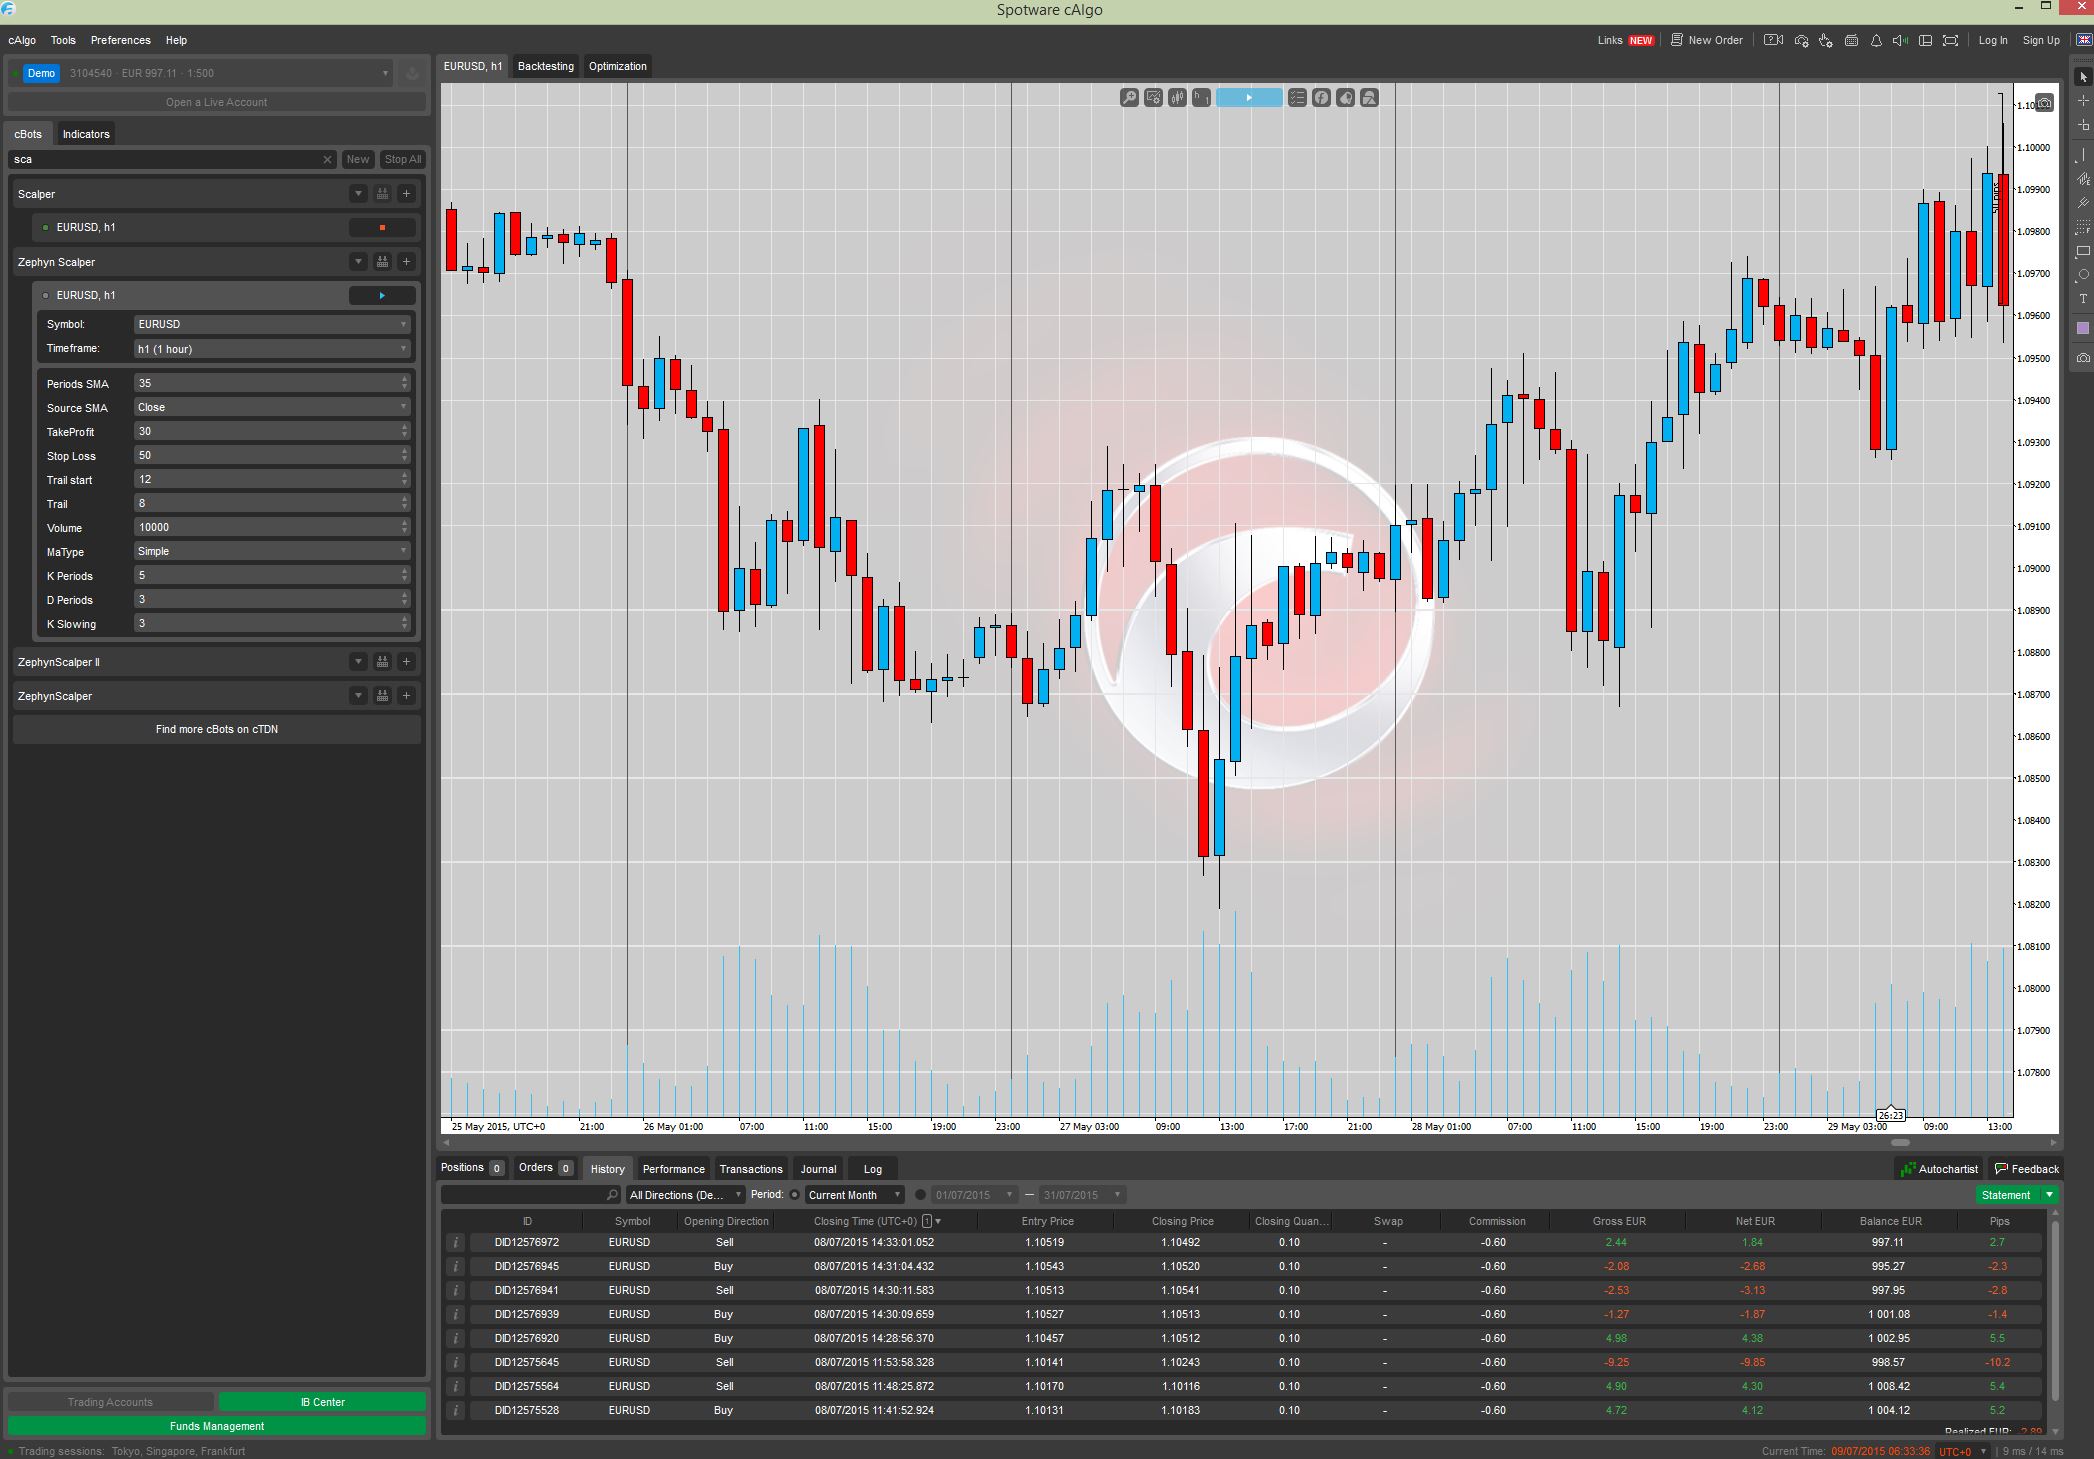 Spotware cAlgo
cAlgo Tools Preferences Help
Links NEW New Order Log In Sign Up
Demo 3104540 · EUR 997.11 · 1:500
Open a Live Account
cBots Indicators
sca New Stop All
Scalper
EURUSD, h1
Zephyn Scalper
EURUSD, h1
Symbol: EURUSD
Timeframe: h1 (1 hour)
Periods SMA 35
Source SMA Close
TakeProfit 30
Stop Loss 50
Trail start 12
Trail 8
Volume 10000
MaType Simple
K Periods 5
D Periods 3
K Slowing 3
ZephynScalper II
ZephynScalper
Find more cBots on cTDN
Trading Accounts IB Center
Funds Management
EURUSD, h1 Backtesting Optimization
50 pips
1.10000
1.09900
1.09800
1.09700
1.09600
1.09500
1.09400
1.09300
1.09200
1.09100
1.09000
1.08900
1.08800
1.08700
1.08600
1.08500
1.08400
1.08300
1.08200
1.08100
1.08000
1.07900
1.07800
26:23
25 May 2015, UTC+0 21:00 26 May 01:00 07:00 11:00 15:00 19:00 23:00 27 May 03:00 09:00 13:00 17:00 21:00 28 May 01:00 07:00 11:00 15:00 19:00 23:00 29 May 03:00 09:00 13:00
Positions 0 Orders 0 History Performance Transactions Journal Log Autochartist Feedback
All Directions (De... Period: Current Month 01/07/2015 — 31/07/2015 Statement
ID Symbol Opening Direction Closing Time (UTC+0) 1 Entry Price Closing Price Closing Quan... Swap Commission Gross EUR Net EUR Balance EUR Pips
DID12576972 EURUSD Sell 08/07/2015 14:33:01.052 1.10519 1.10492 0.10 - -0.60 2.44 1.84 997.11 2.7
DID12576945 EURUSD Buy 08/07/2015 14:31:04.432 1.10543 1.10520 0.10 - -0.60 -2.08 -2.68 995.27 -2.3
DID12576941 EURUSD Sell 08/07/2015 14:30:11.583 1.10513 1.10541 0.10 - -0.60 -2.53 -3.13 997.95 -2.8
DID12576939 EURUSD Buy 08/07/2015 14:30:09.659 1.10527 1.10513 0.10 - -0.60 -1.27 -1.87 1 001.08 -1.4
DID12576920 EURUSD Buy 08/07/2015 14:28:56.370 1.10457 1.10512 0.10 - -0.60 4.98 4.38 1 002.95 5.5
DID12575645 EURUSD Sell 08/07/2015 11:53:58.328 1.10141 1.10243 0.10 - -0.60 -9.25 -9.85 998.57 -10.2
DID12575564 EURUSD Sell 08/07/2015 11:48:25.872 1.10170 1.10116 0.10 - -0.60 4.90 4.30 1 008.42 5.4
DID12575528 EURUSD Buy 08/07/2015 11:41:52.924 1.10131 1.10183 0.10 - -0.60 4.72 4.12 1 004.12 5.2
Realized EUR: -2.89
Trading sessions: Tokyo, Singapore, Frankfurt Current Time: 09/07/2015 06:33:36 UTC+0 | 9 ms / 14 ms